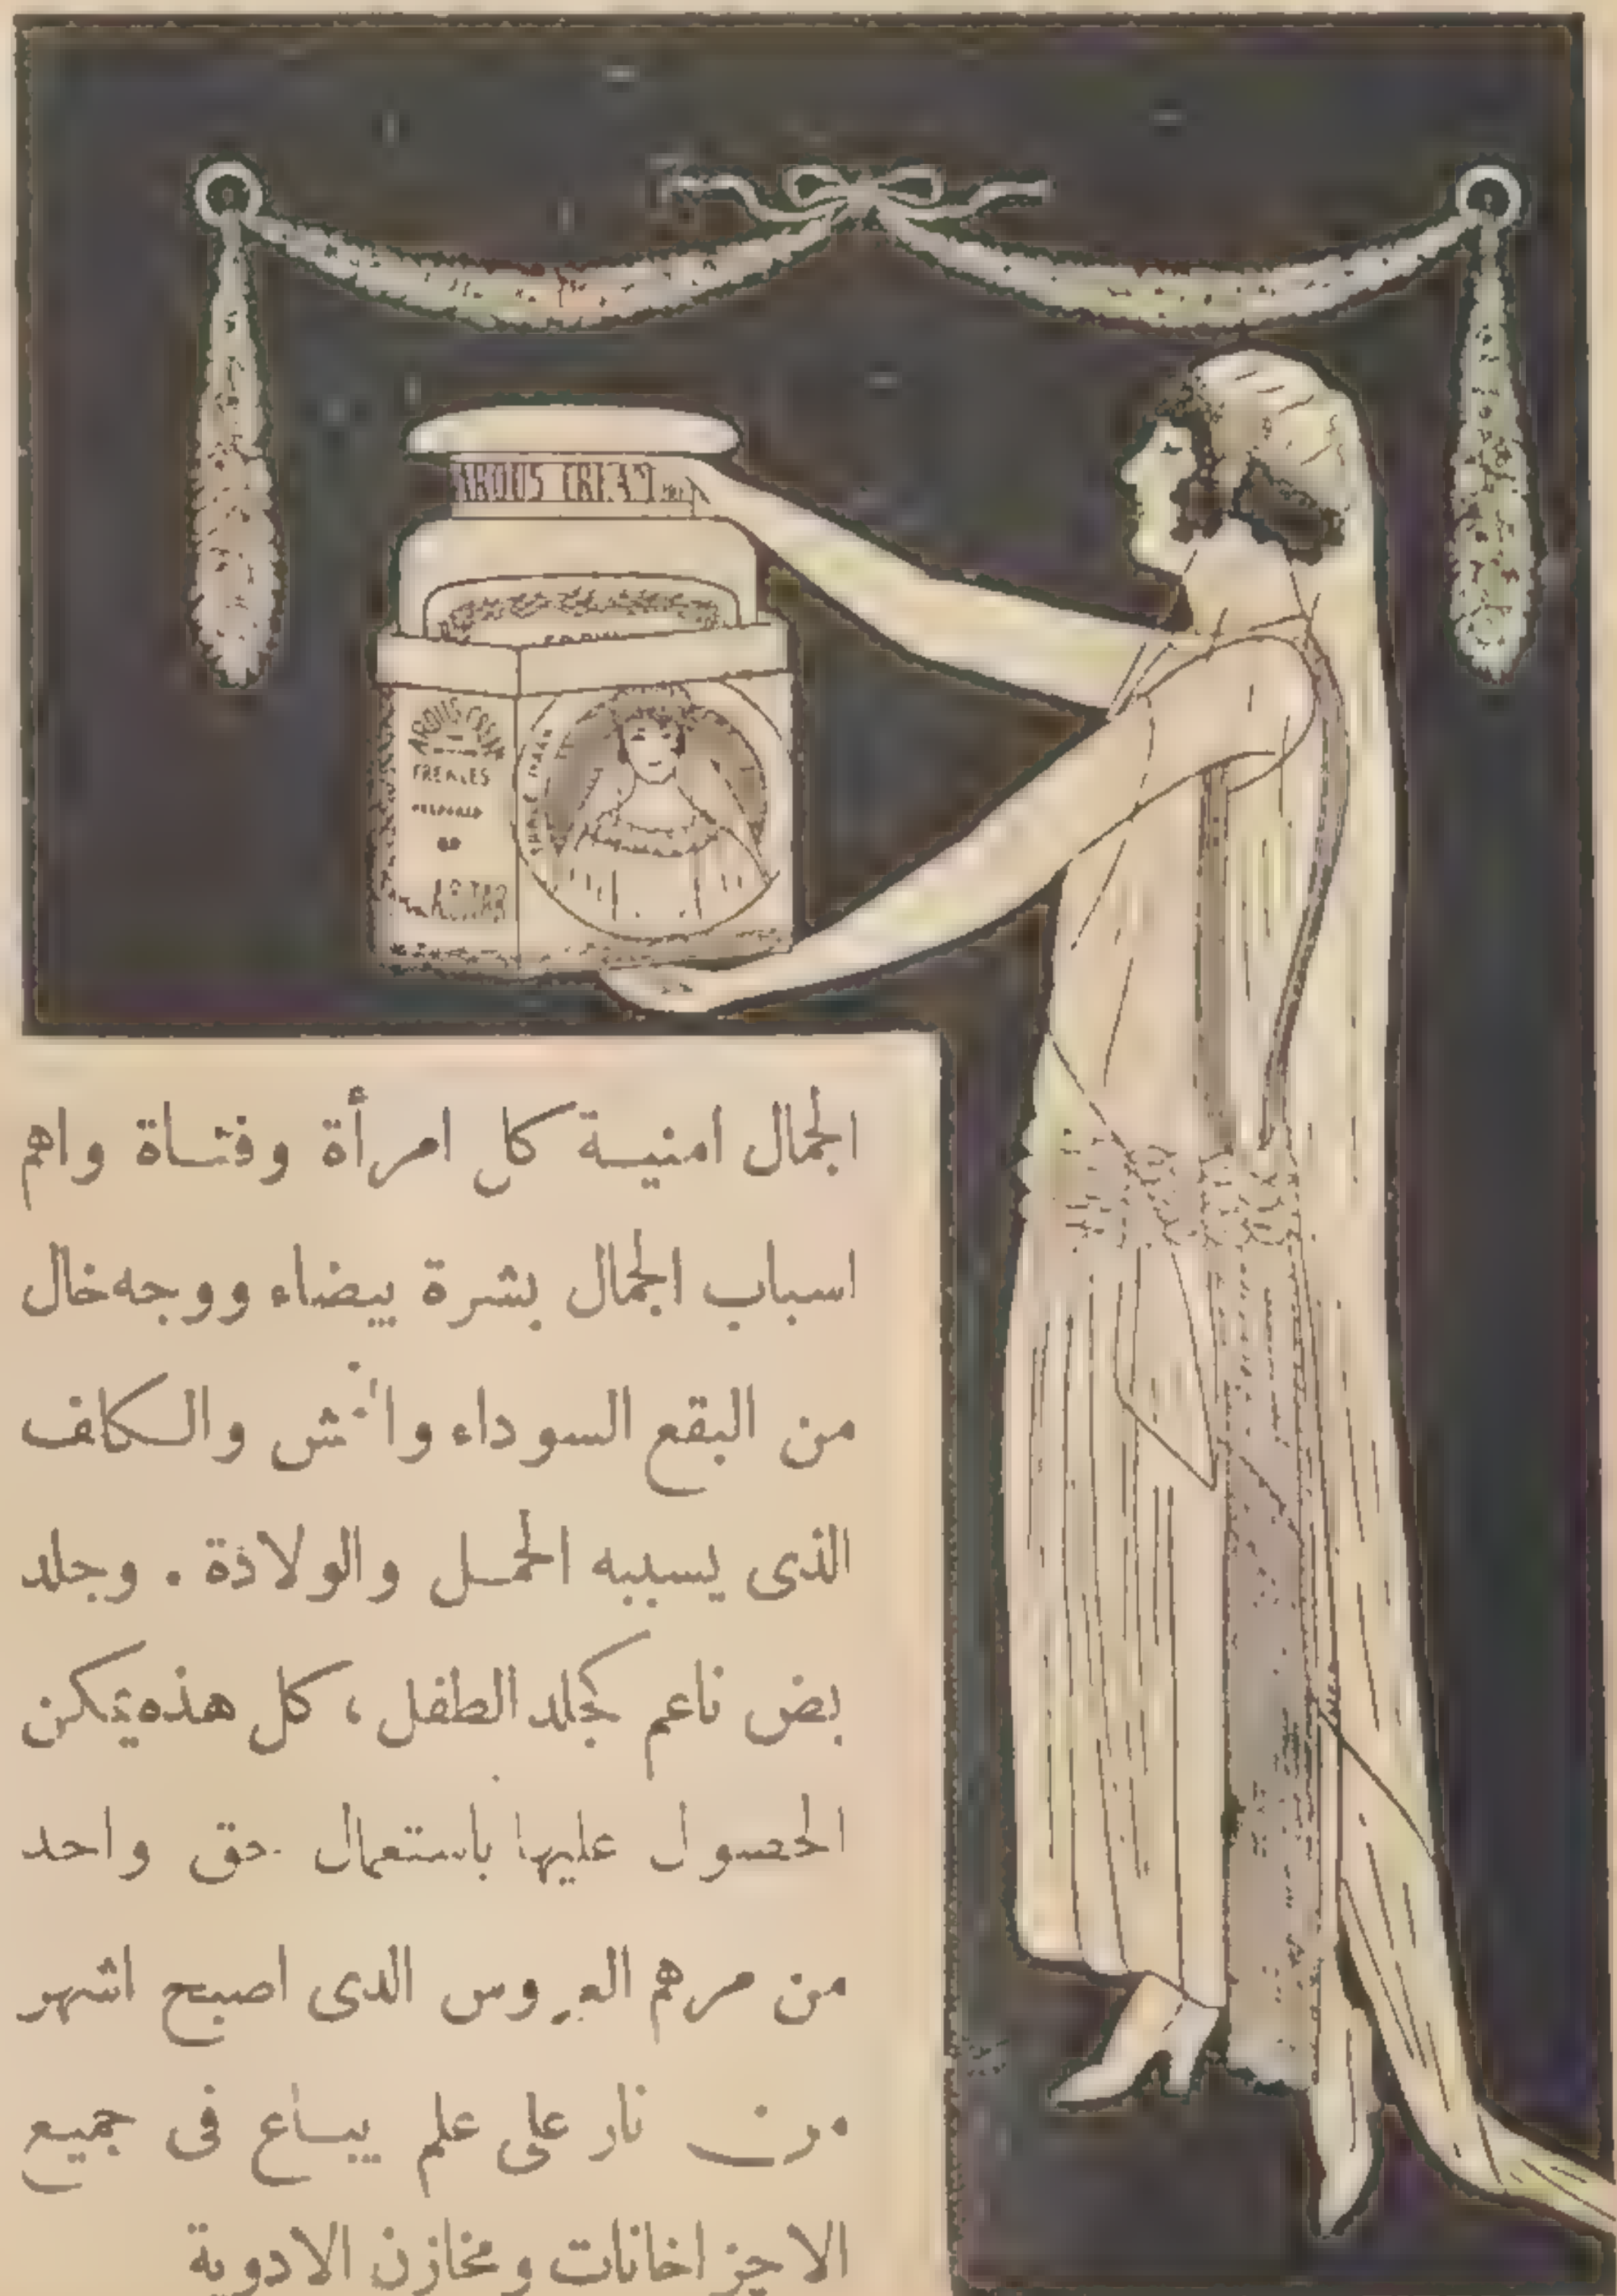 AROUS CREAM
AROUS CREAM
FREKLES
PREPARED
الجمال امنية كل امرأة وفتاة واهم
اسباب الجمال بشرة بيضاء ووجه خال
من البقع السوداء والنمش والكلف
الذى يسببه الحمل والولادة . وجلد
بض ناعم كجلد الطفل ، كل هذه يمكن
الحصول عليها باستعمال حق واحد
من مرهم العروس الذى اصبح اشهر
من نار على علم يباع فى جميع
الاجزاخانات ومخازن الادوية